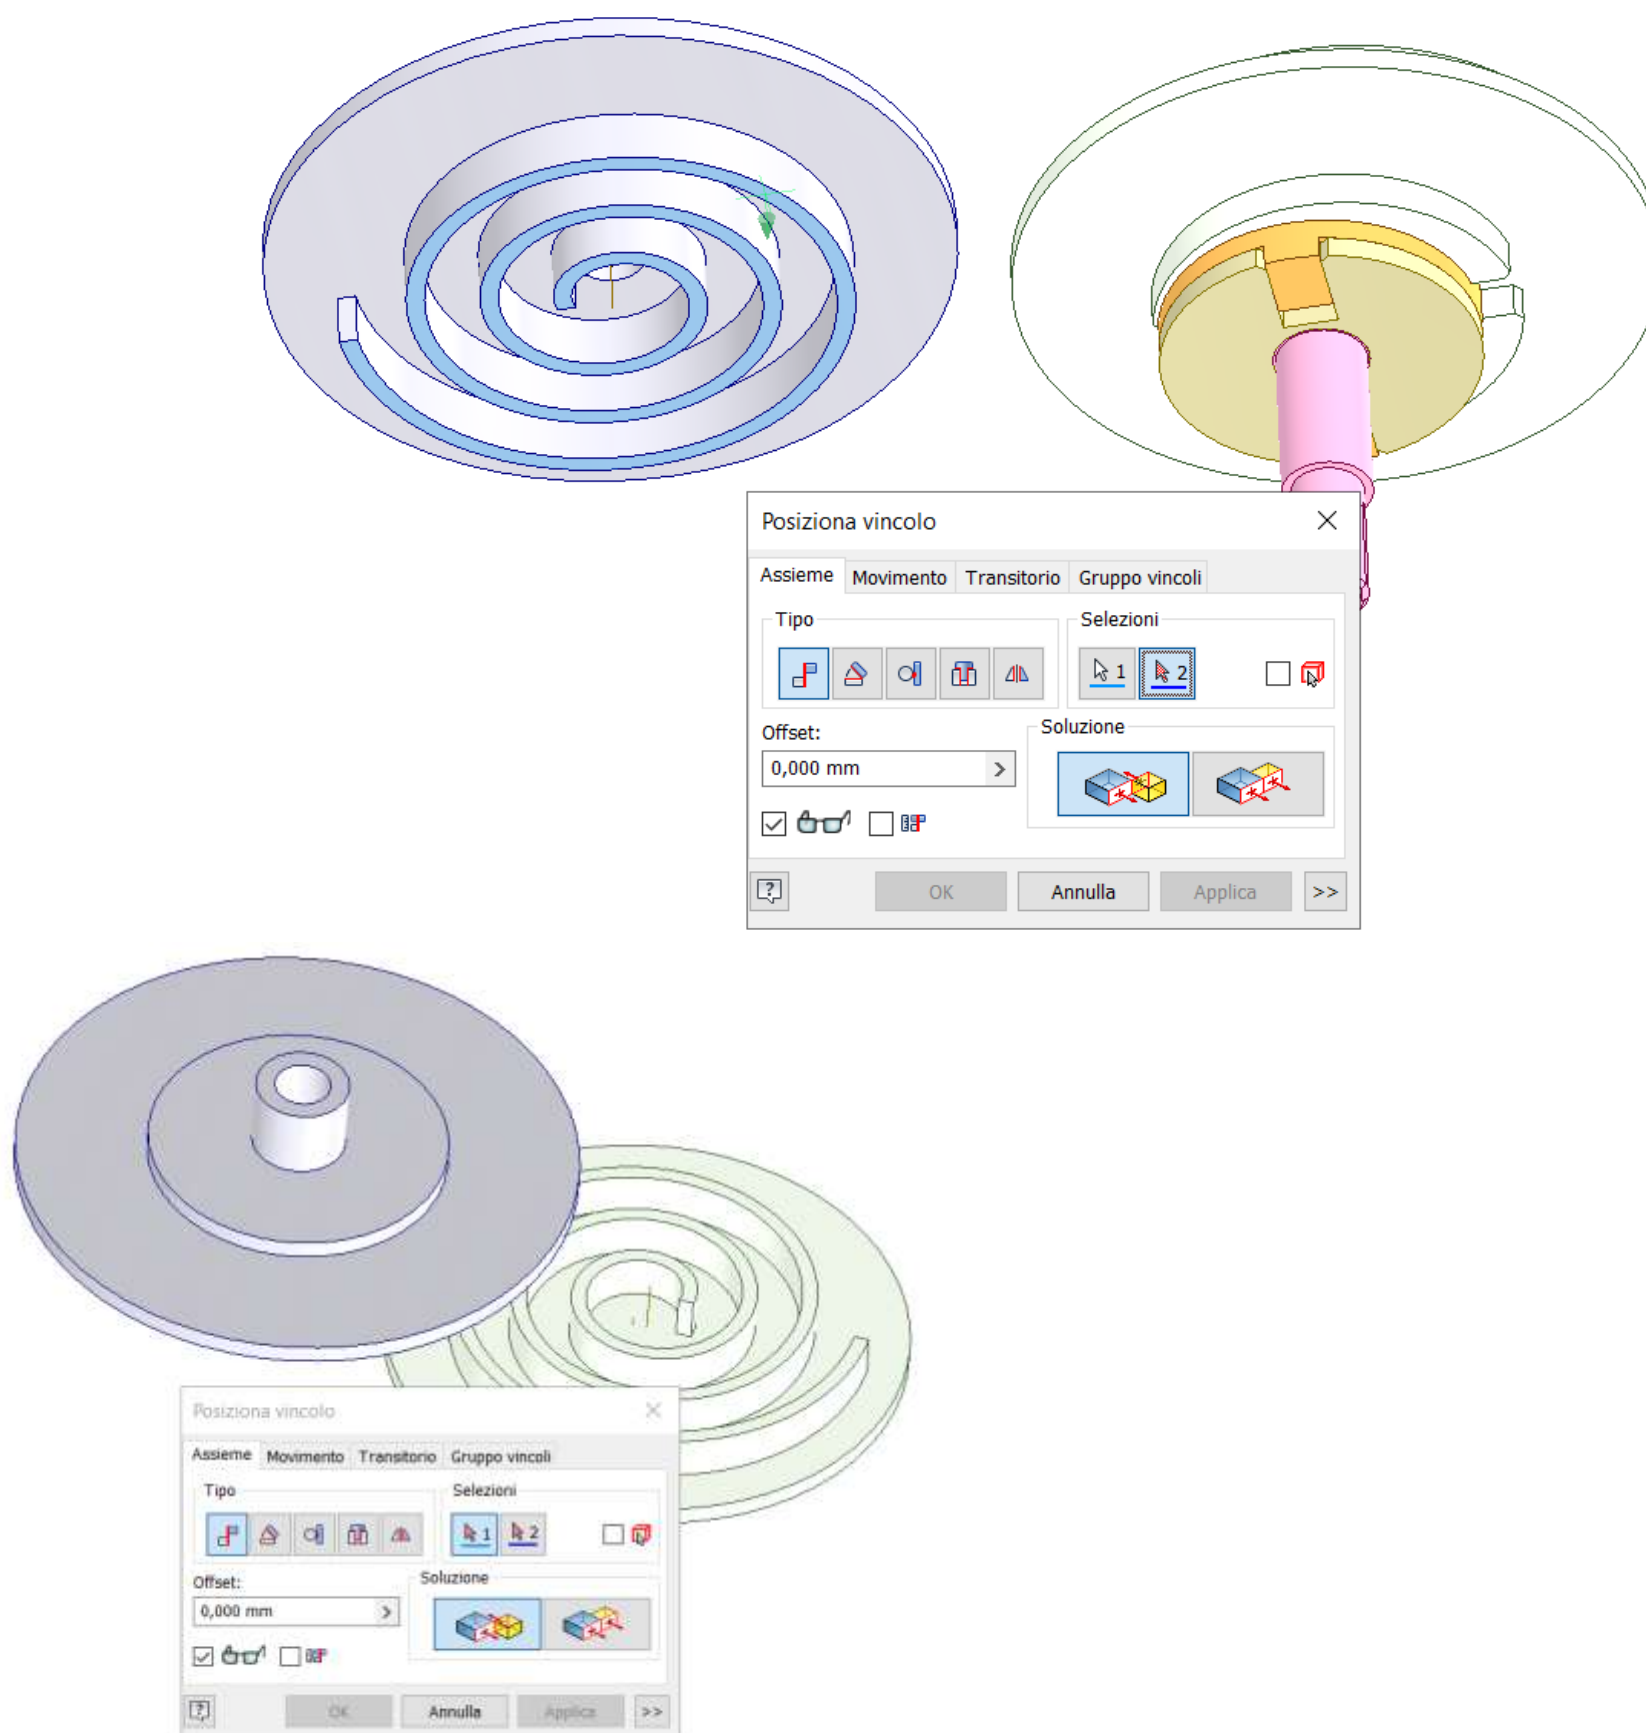 Posiziona vincolo
Assieme Movimento Transitorio Gruppo vincoli
Tipo Selezioni
1 2
Offset: Soluzione
0,000 mm >
?
OK Annulla Applica >>
Posiziona vincolo
Assieme Movimento Transitorio Gruppo vincoli
Tipo Selezioni
1 2
Offset: Soluzione
0,000 mm >
?
OK Annulla Applica >>